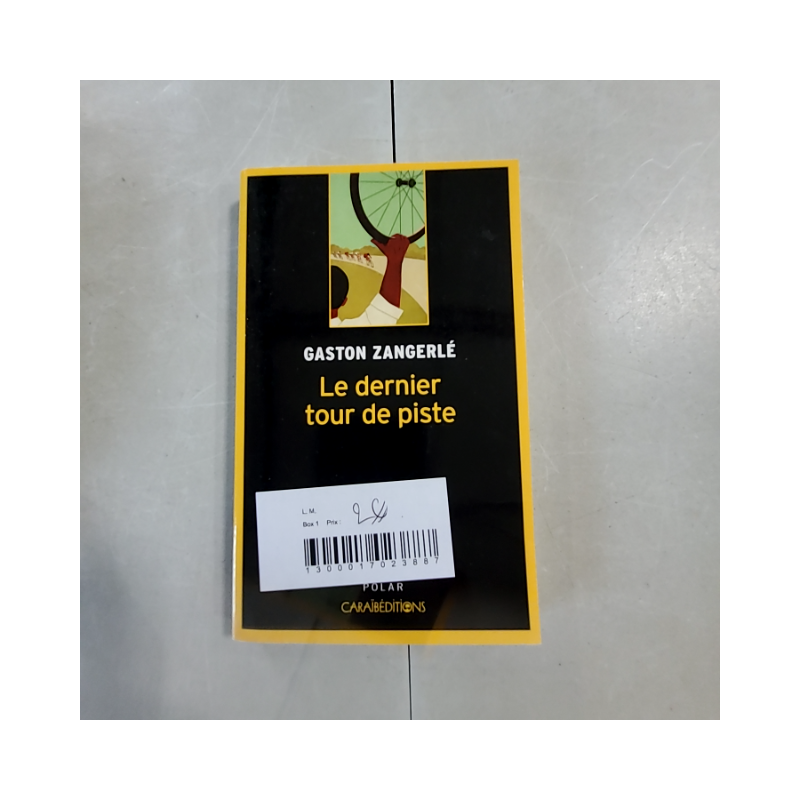 GASTON ZANGERLÉ
Le dernier
tour de piste
L. M.
Box 1 Prix :
1300017023887
POLAR
CARAÏBÉDITIONS